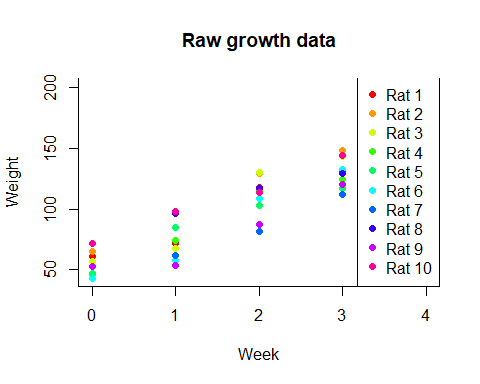 Raw growth data
Weight
200
150
100
50
0 1 2 3 4
Week
Rat 1
Rat 2
Rat 3
Rat 4
Rat 5
Rat 6
Rat 7
Rat 8
Rat 9
Rat 10